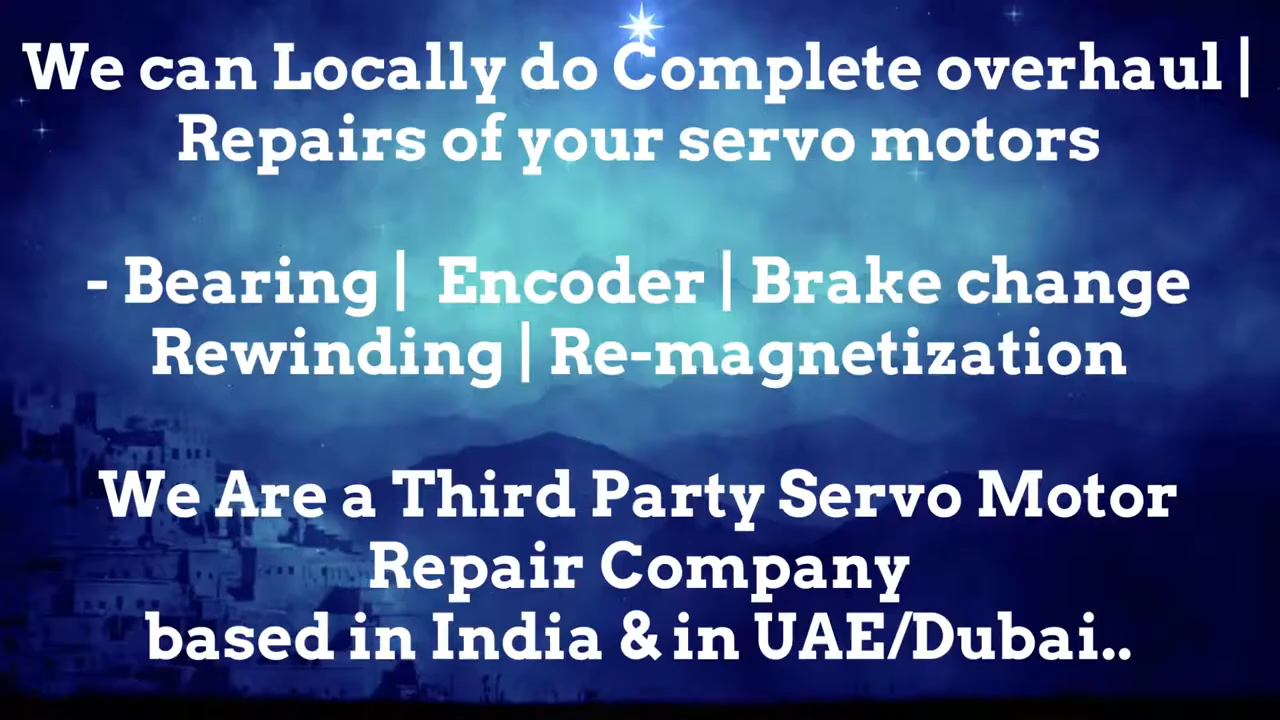 We can Locally do Complete overhaul |
Repairs of your servo motors
- Bearing | Encoder | Brake change
Rewinding | Re-magnetization
We Are a Third Party Servo Motor
Repair Company
based in India & in UAE/Dubai..